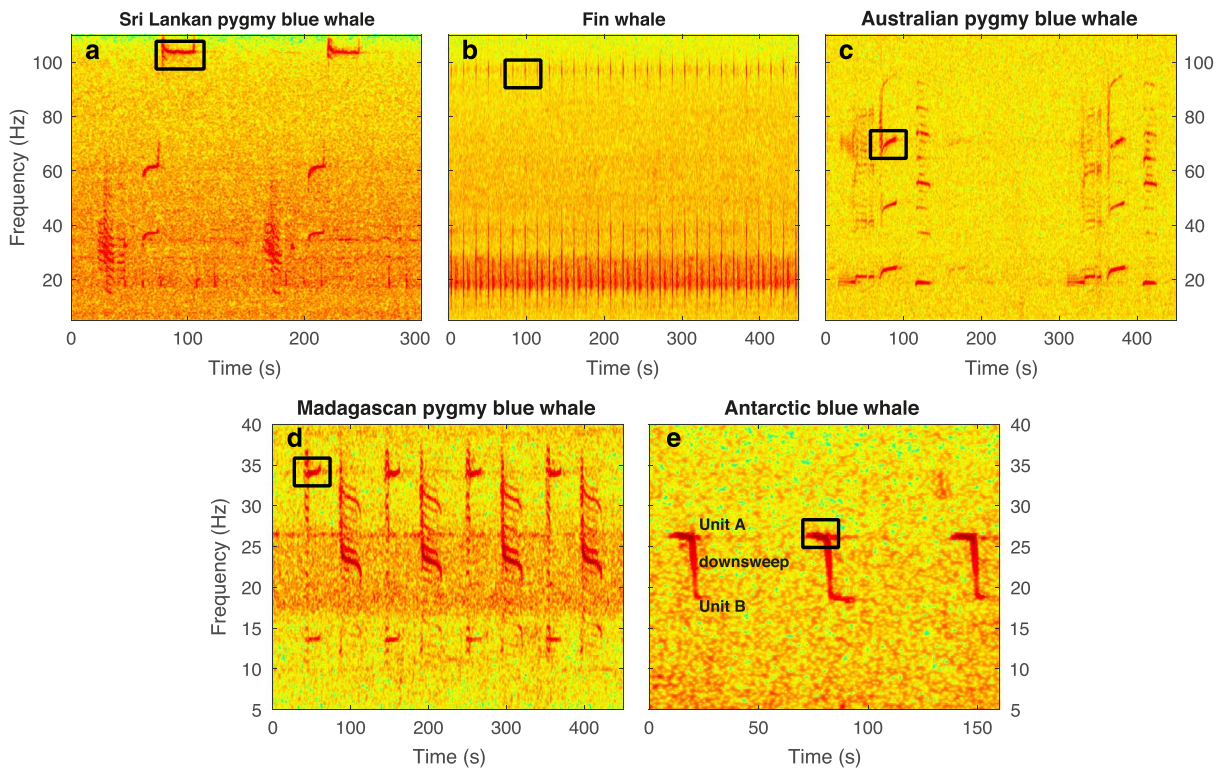 Sri Lankan pygmy blue whale
Fin whale
Australian pygmy blue whale
a
b
c
100
80
60
40
20
Frequency (Hz)
100
80
60
40
20
0
100
200
300
0
100
200
300
400
0
100
200
300
400
Time (s)
Time (s)
Time (s)
Madagascan pygmy blue whale
Antarctic blue whale
d
e
40
35
30
25
20
15
10
5
Frequency (Hz)
Unit A
downsweep
Unit B
40
35
30
25
20
15
10
5
0
100
200
300
400
0
50
100
150
Time (s)
Time (s)